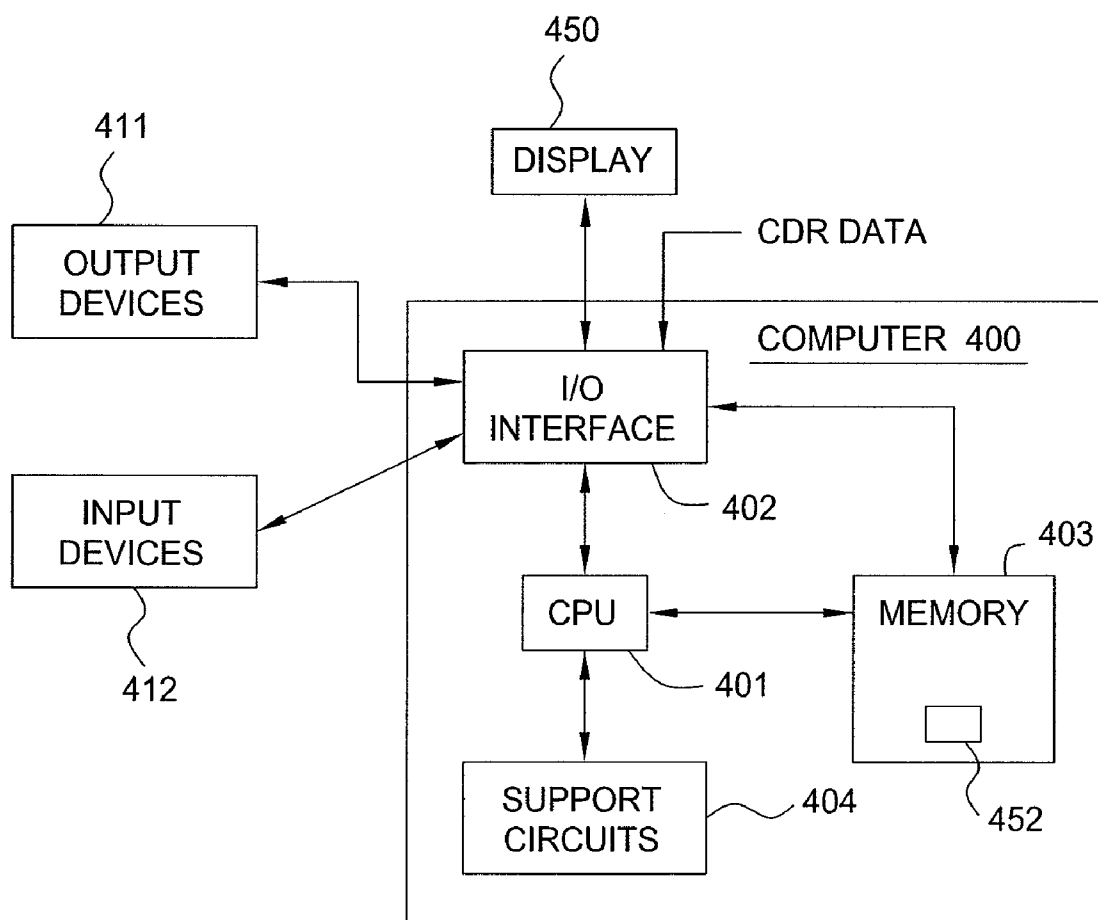 450
411
DISPLAY
OUTPUT
DEVICES
CDR DATA
COMPUTER 400
I/O
INTERFACE
INPUT
DEVICES
402
403
CPU
MEMORY
412
401
SUPPORT
CIRCUITS
404
452